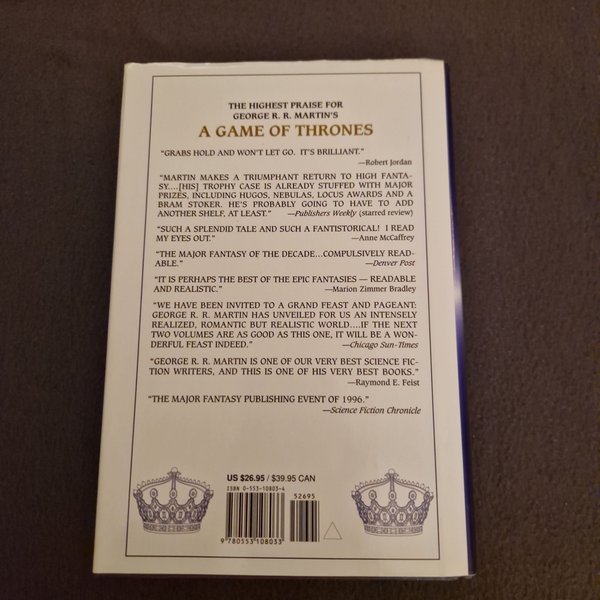 THE HIGHEST PRAISE FOR
GEORGE R. R. MARTIN'S
A GAME OF THRONES
"GRABS HOLD AND WON'T LET GO. IT'S BRILLIANT."
—Robert Jordan
"MARTIN MAKES A TRIUMPHANT RETURN TO HIGH FANTA-
SY....[HIS] TROPHY CASE IS ALREADY STUFFED WITH MAJOR
PRIZES, INCLUDING HUGOS, NEBULAS, LOCUS AWARDS AND A
BRAM STOKER. HE'S PROBABLY GOING TO HAVE TO ADD
ANOTHER SHELF, AT LEAST." —Publishers Weekly (starred review)
"SUCH A SPLENDID TALE AND SUCH A FANTISTORICAL! I READ
MY EYES OUT." —Anne McCaffrey
"THE MAJOR FANTASY OF THE DECADE...COMPULSIVELY READ-
ABLE." —Denver Post
"IT IS PERHAPS THE BEST OF THE EPIC FANTASIES — READABLE
AND REALISTIC." —Marion Zimmer Bradley
"WE HAVE BEEN INVITED TO A GRAND FEAST AND PAGEANT:
GEORGE R. R. MARTIN HAS UNVEILED FOR US AN INTENSELY
REALIZED, ROMANTIC BUT REALISTIC WORLD....IF THE NEXT
TWO VOLUMES ARE AS GOOD AS THIS ONE, IT WILL BE A WON-
DERFUL FEAST INDEED." —Chicago Sun-Times
"GEORGE R. R. MARTIN IS ONE OF OUR VERY BEST SCIENCE FIC-
TION WRITERS, AND THIS IS ONE OF HIS VERY BEST BOOKS."
—Raymond E. Feist
"THE MAJOR FANTASY PUBLISHING EVENT OF 1996."
—Science Fiction Chronicle
US $26.95 / $39.95 CAN
ISBN 0-553-10803-4
52695
9 780553 108033